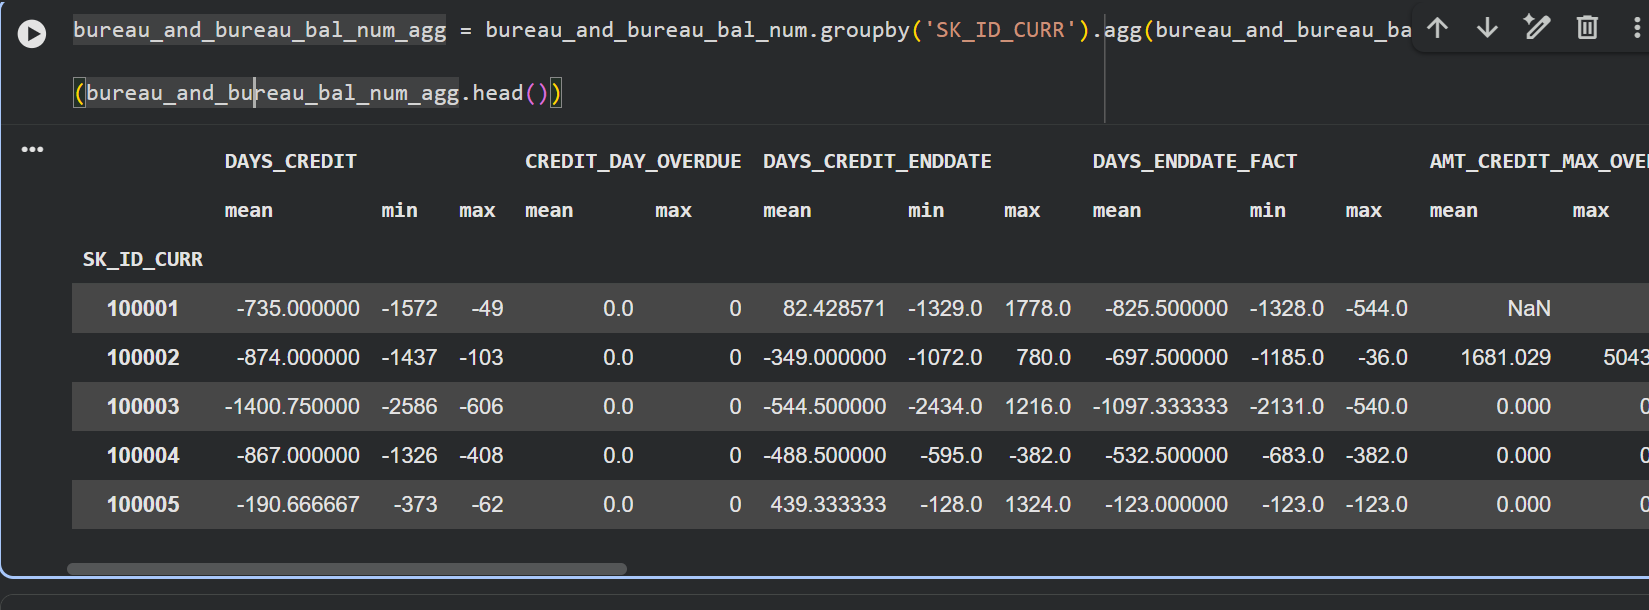 bureau_and_bureau_bal_num_agg = bureau_and_bureau_bal_num.groupby('SK_ID_CURR').agg(bureau_and_bureau_ba
(bureau_and_bureau_bal_num_agg.head())
DAYS_CREDIT CREDIT_DAY_OVERDUE DAYS_CREDIT_ENDDATE DAYS_ENDDATE_FACT AMT_CREDIT_MAX_OVE
mean min max mean max mean min max mean min max mean max
SK_ID_CURR
100001 -735.000000 -1572 -49 0.0 0 82.428571 -1329.0 1778.0 -825.500000 -1328.0 -544.0 NaN
100002 -874.000000 -1437 -103 0.0 0 -349.000000 -1072.0 780.0 -697.500000 -1185.0 -36.0 1681.029 5043
100003 -1400.750000 -2586 -606 0.0 0 -544.500000 -2434.0 1216.0 -1097.333333 -2131.0 -540.0 0.000 0
100004 -867.000000 -1326 -408 0.0 0 -488.500000 -595.0 -382.0 -532.500000 -683.0 -382.0 0.000 0
100005 -190.666667 -373 -62 0.0 0 439.333333 -128.0 1324.0 -123.000000 -123.0 -123.0 0.000 0